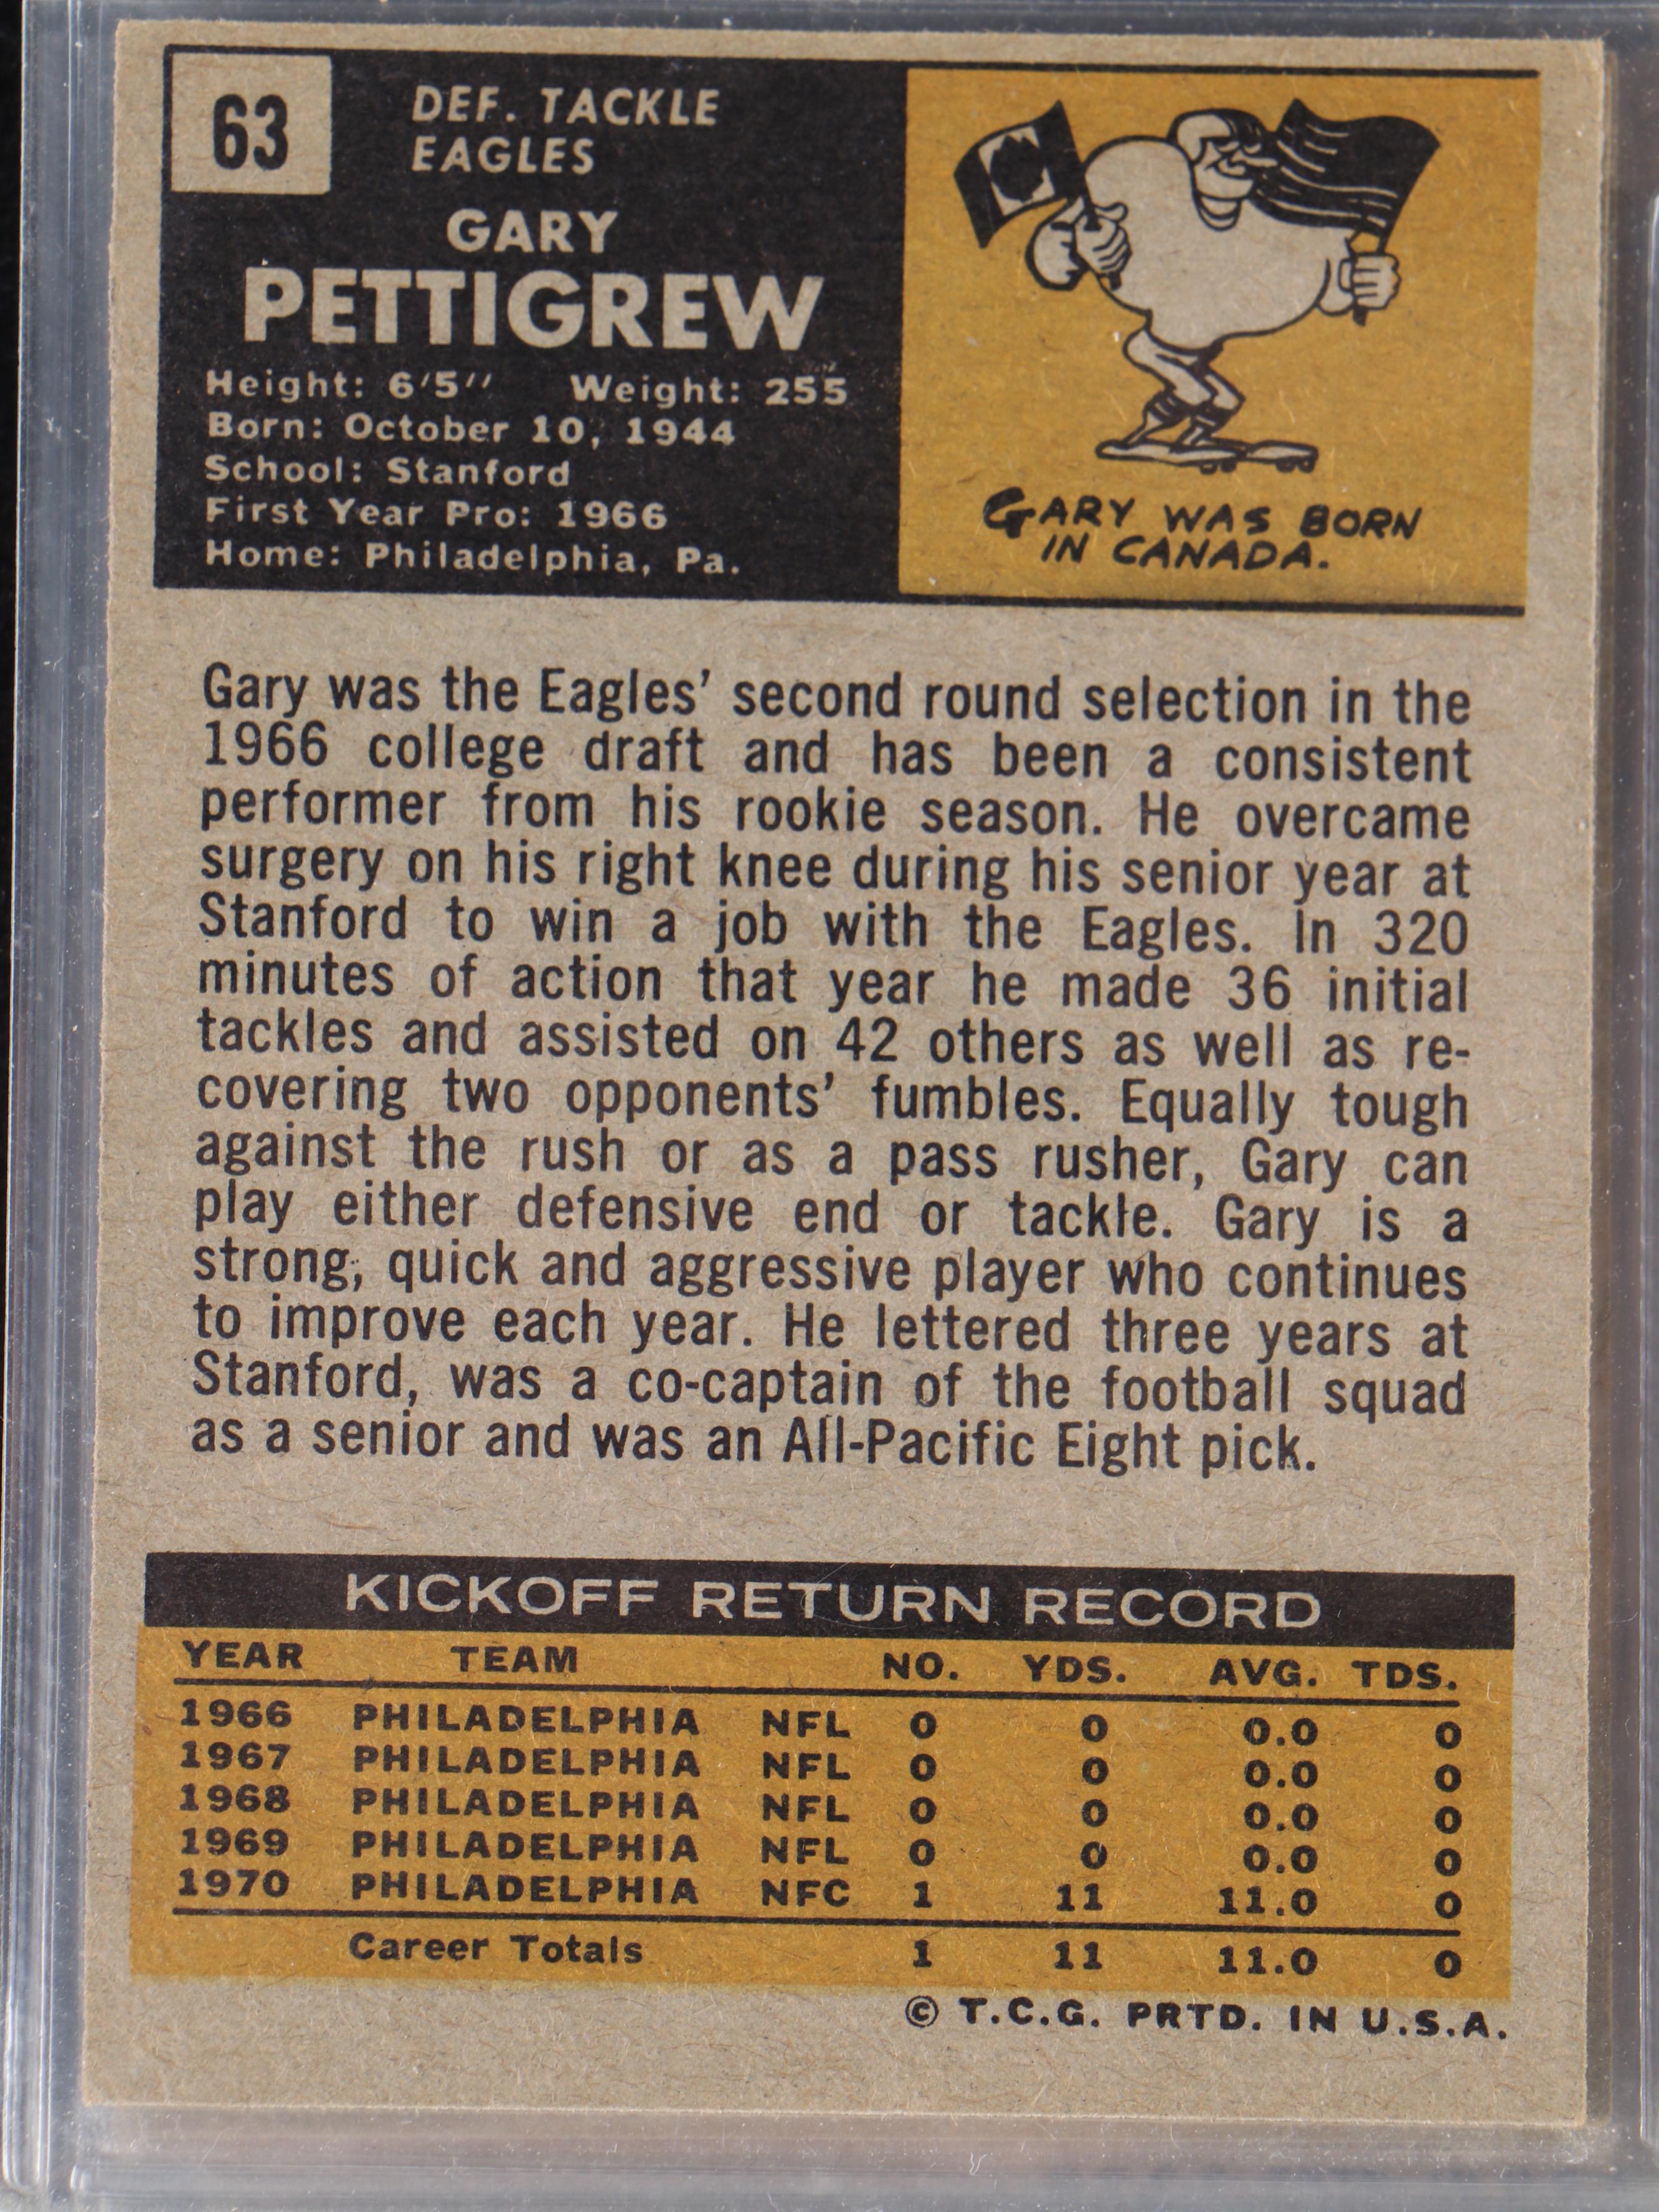 63
DEF. TACKLE
EAGLES
GARY
PETTIGREW
Height: 6'5'' Weight: 255
Born: October 10, 1944
School: Stanford
First Year Pro: 1966
Home: Philadelphia, Pa.
GARY WAS BORN
IN CANADA.
Gary was the Eagles' second round selection in the
1966 college draft and has been a consistent
performer from his rookie season. He overcame
surgery on his right knee during his senior year at
Stanford to win a job with the Eagles. In 320
minutes of action that year he made 36 initial
tackles and assisted on 42 others as well as re-
covering two opponents' fumbles. Equally tough
against the rush or as a pass rusher, Gary can
play either defensive end or tackle. Gary is a
strong, quick and aggressive player who continues
to improve each year. He lettered three years at
Stanford, was a co-captain of the football squad
as a senior and was an All-Pacific Eight pick.
KICKOFF RETURN RECORD
YEAR TEAM NO. YDS. AVG. TDS.
1966 PHILADELPHIA NFL 0 0 0.0 0
1967 PHILADELPHIA NFL 0 0 0.0 0
1968 PHILADELPHIA NFL 0 0 0.0 0
1969 PHILADELPHIA NFL 0 0 0.0 0
1970 PHILADELPHIA NFC 1 11 11.0 0
Career Totals 1 11 11.0 0
© T.C.G. PRTD. IN U.S.A.